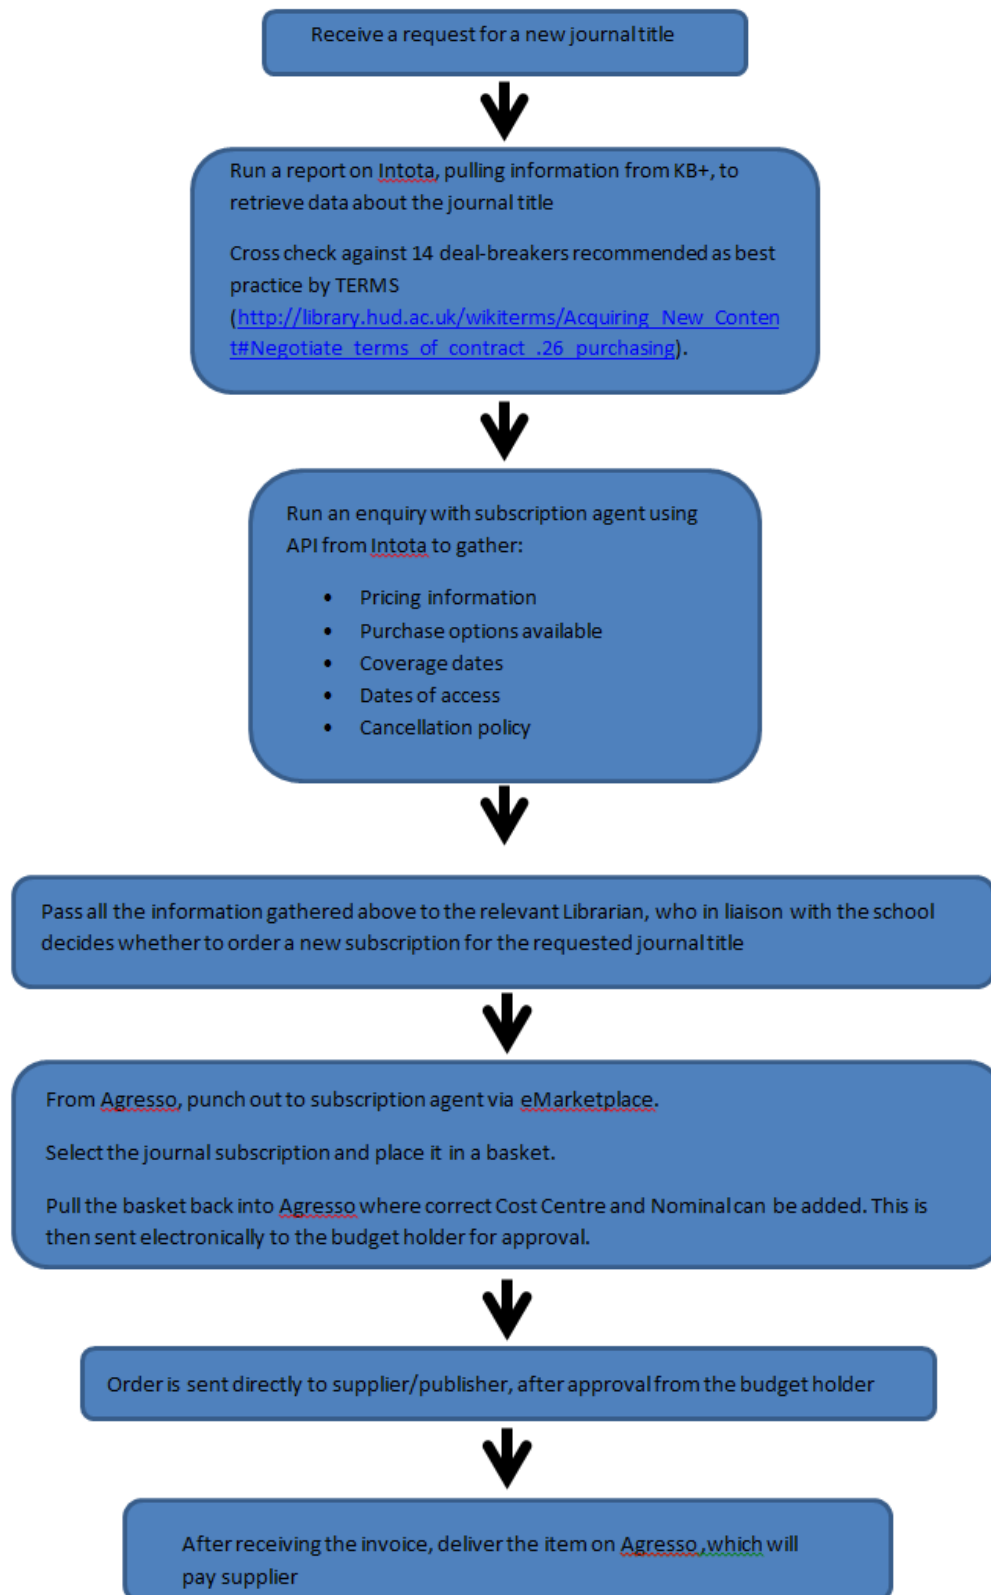 Receive a request for a new journal title
Run a report on Intota, pulling information from KB+, to
retrieve data about the journal title
Cross check against 14 deal-breakers recommended as best
practice by TERMS
(http://library.hud.ac.uk/wikiterms/Acquiring_New_Conten
t#Negotiate_terms_of_contract_.26_purchasing).
Run an enquiry with subscription agent using
API from Intota to gather:
• Pricing information
• Purchase options available
• Coverage dates
• Dates of access
• Cancellation policy
Pass all the information gathered above to the relevant Librarian, who in liaison with the school
decides whether to order a new subscription for the requested journal title
From Agresso, punch out to subscription agent via eMarketplace.
Select the journal subscription and place it in a basket.
Pull the basket back into Agresso where correct Cost Centre and Nominal can be added. This is
then sent electronically to the budget holder for approval.
Order is sent directly to supplier/publisher, after approval from the budget holder
After receiving the invoice, deliver the item on Agresso ,which will
pay supplier